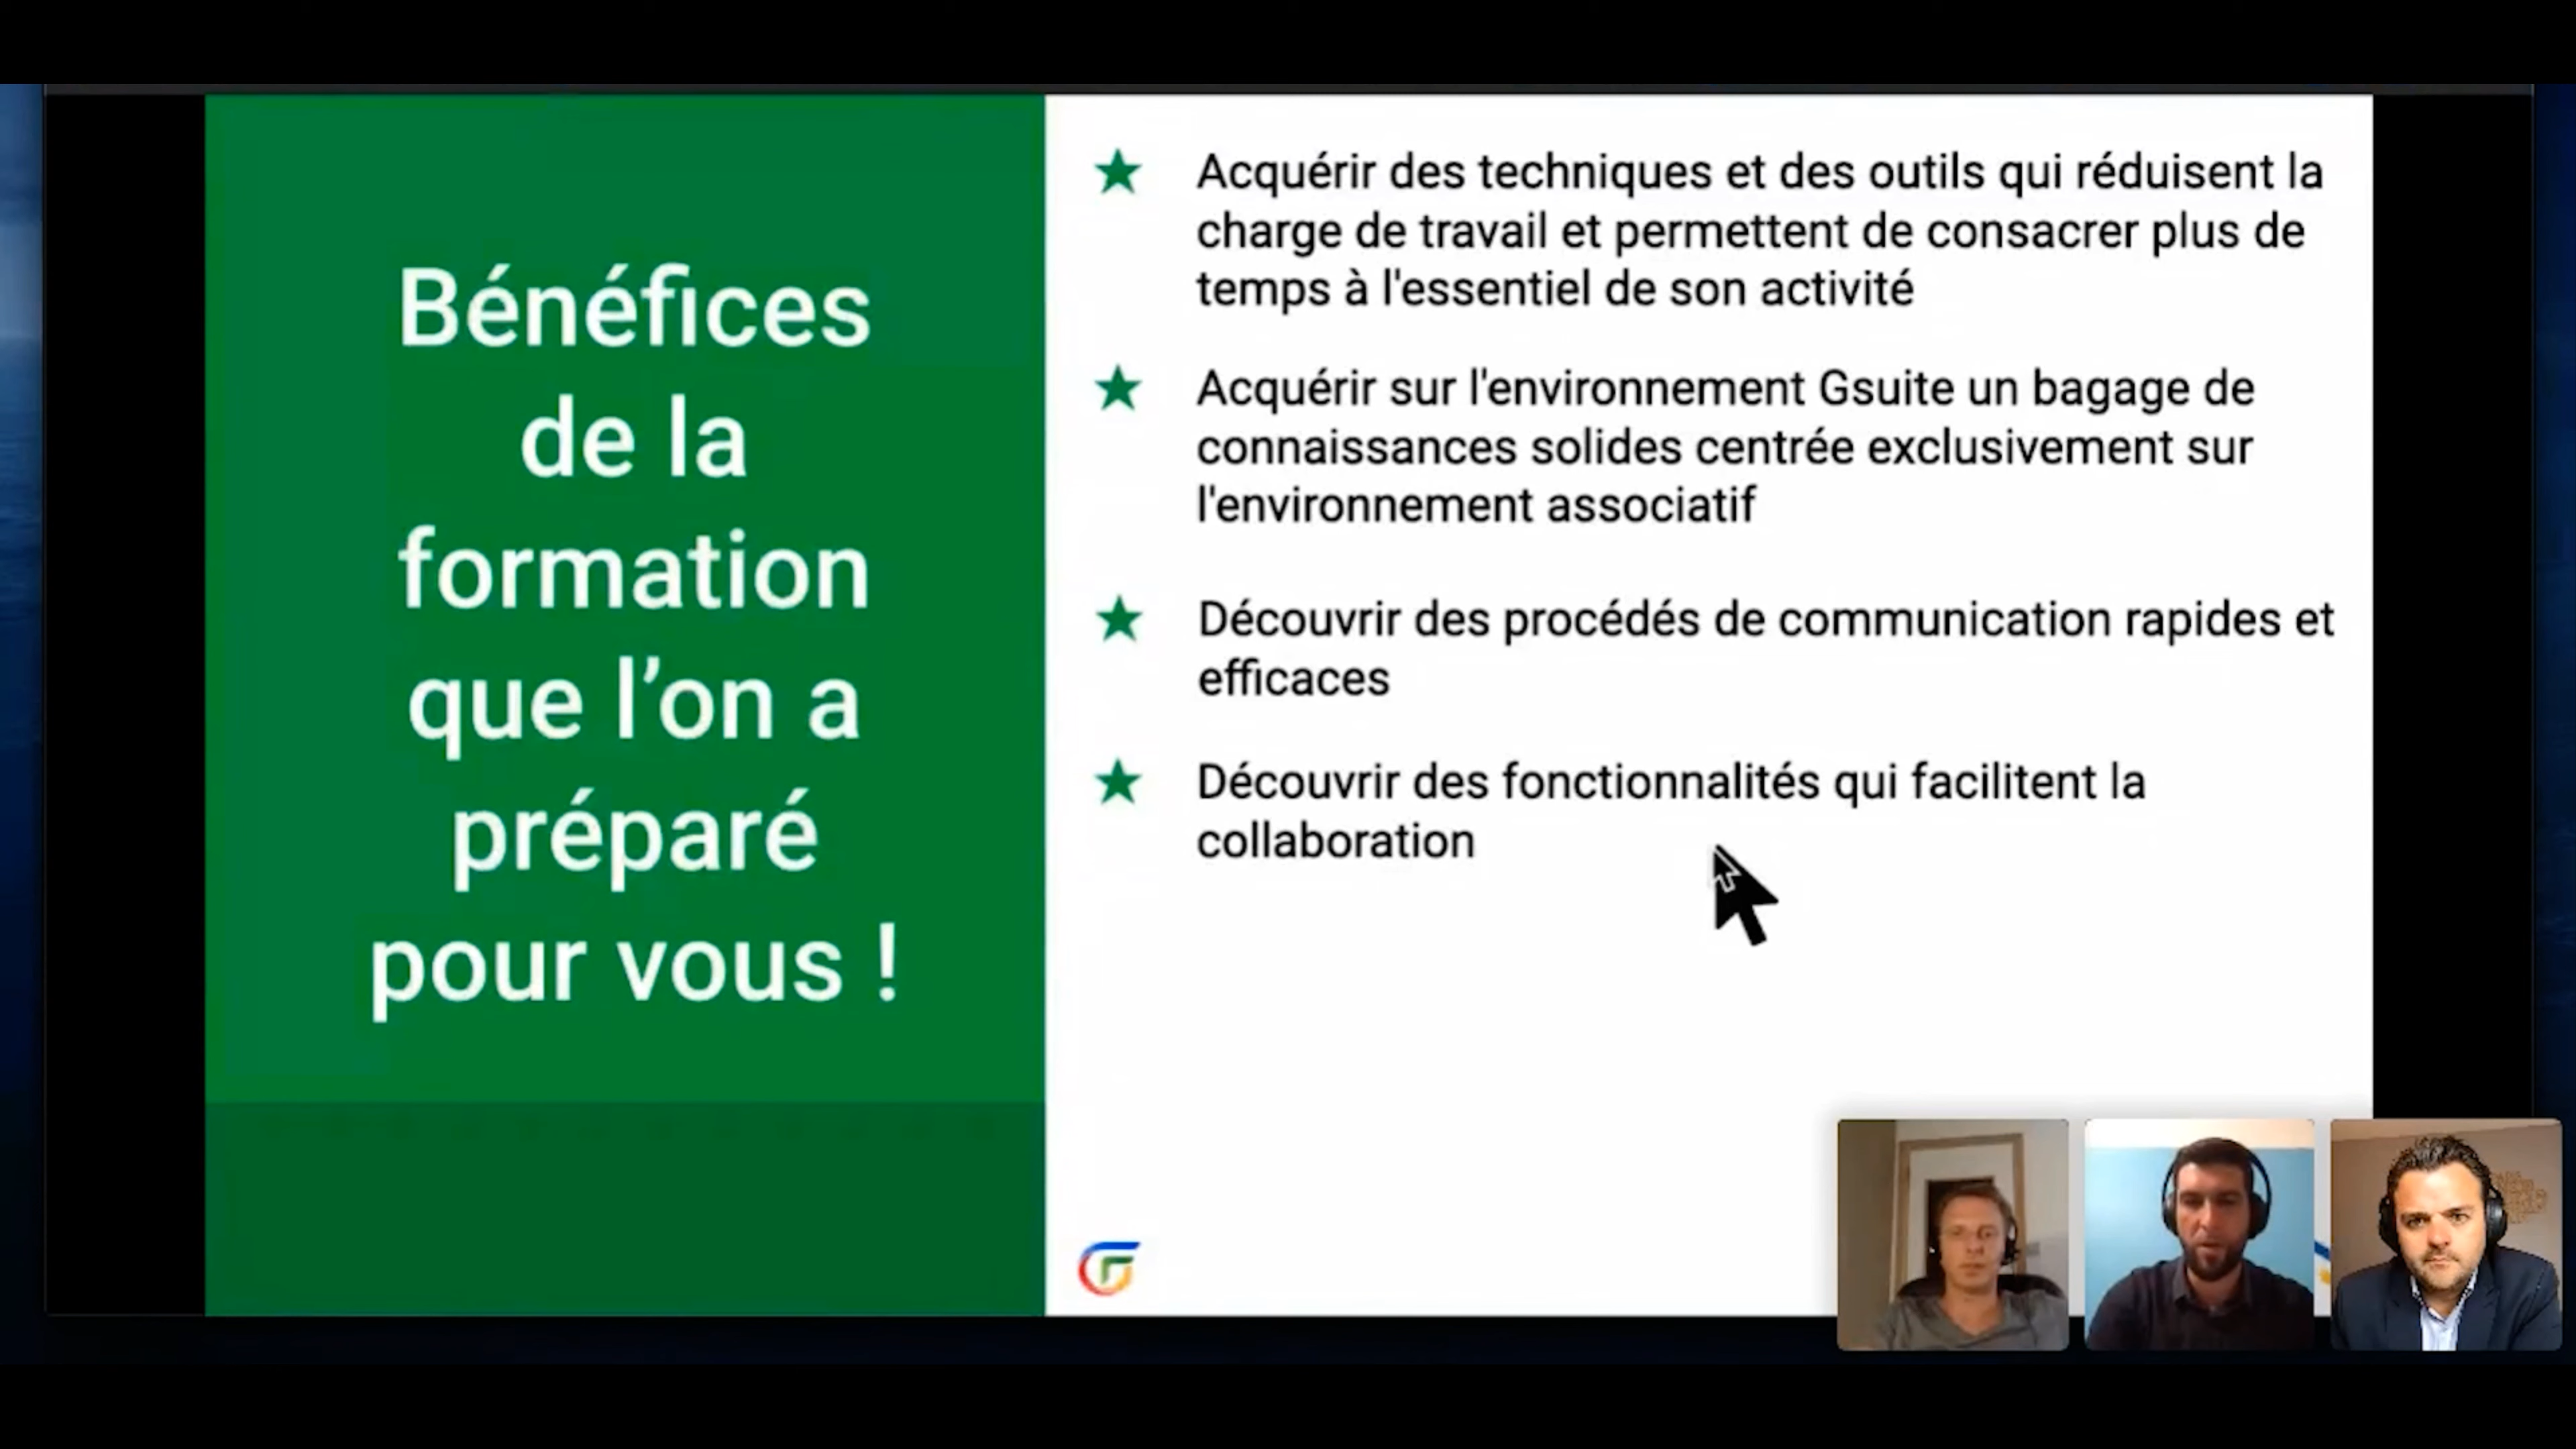 Bénéfices
de la
formation
que l’on a
préparé
pour vous !
Acquérir des techniques et des outils qui réduisent la
charge de travail et permettent de consacrer plus de
temps à l'essentiel de son activité
Acquérir sur l'environnement Gsuite un bagage de
connaissances solides centrée exclusivement sur
l'environnement associatif
Découvrir des procédés de communication rapides et
efficaces
Découvrir des fonctionnalités qui facilitent la
collaboration